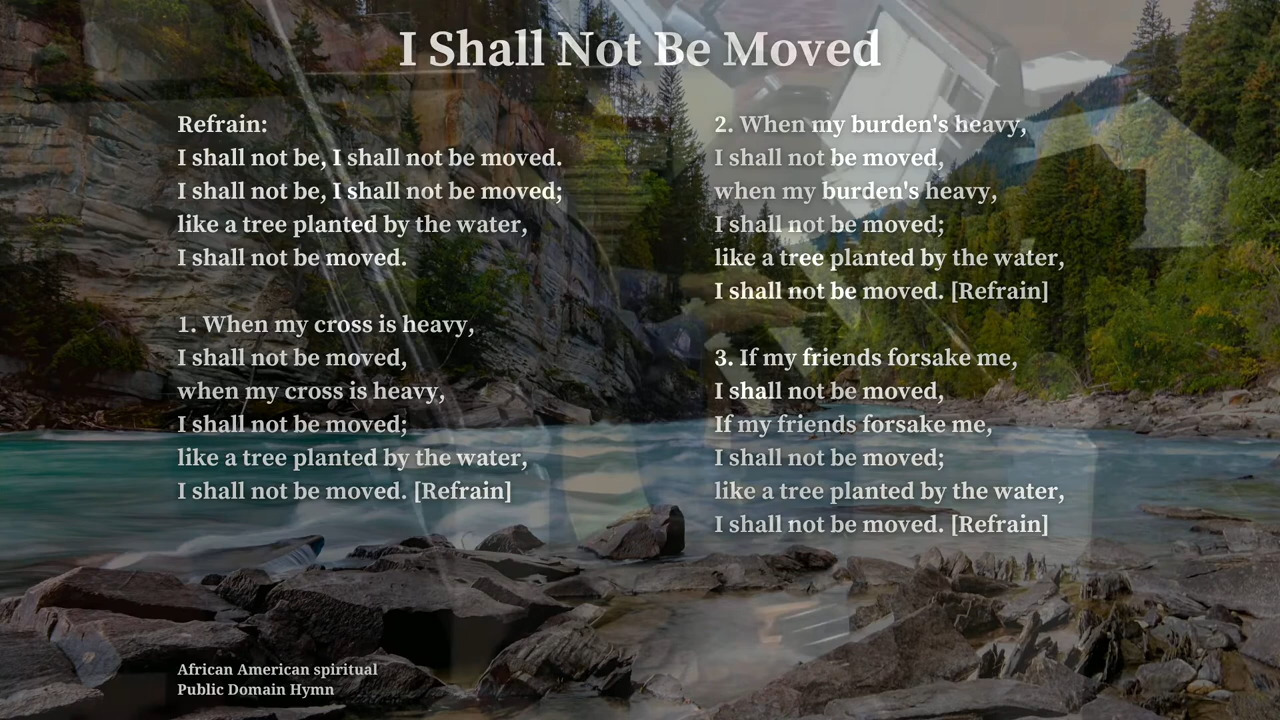 I Shall Not Be Moved
Refrain:
I shall not be, I shall not be moved.
I shall not be, I shall not be moved;
like a tree planted by the water,
I shall not be moved.
1. When my cross is heavy,
I shall not be moved,
when my cross is heavy,
I shall not be moved;
like a tree planted by the water,
I shall not be moved. [Refrain]
2. When my burden's heavy,
I shall not be moved,
when my burden's heavy,
I shall not be moved;
like a tree planted by the water,
I shall not be moved. [Refrain]
3. If my friends forsake me,
I shall not be moved,
If my friends forsake me,
I shall not be moved;
like a tree planted by the water,
I shall not be moved. [Refrain]
African American spiritual
Public Domain Hymn